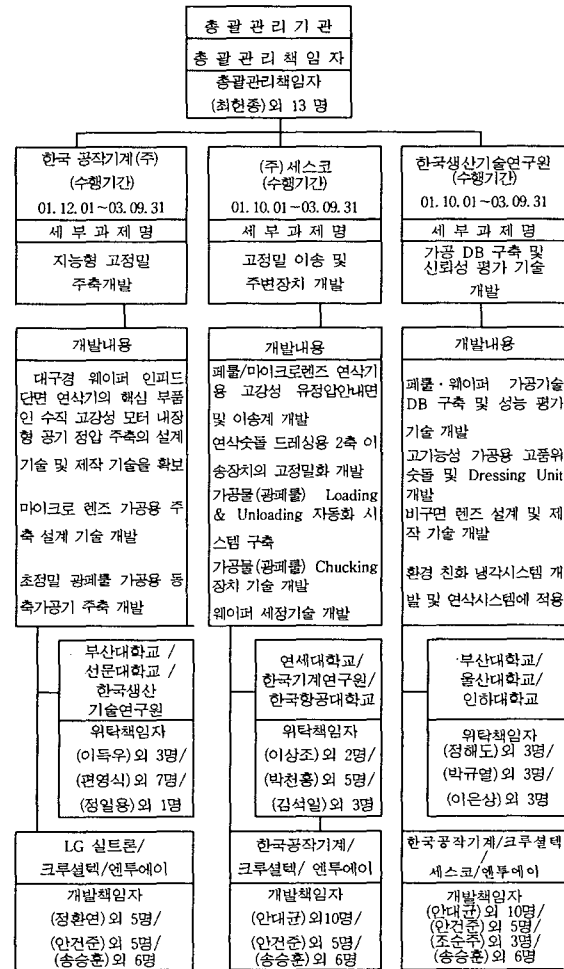 총 괄 관 리 기 관
총 괄 관 리 책 임 자
총괄관리책임자
(최헌종)외 13 명
한국 공작기계(주)
(수행기간)
01. 12. 01~03. 09. 31
세 부 과 제 명
지능형 고정밀
주축개발
개발내용
대구경 웨이퍼 인피드
단면 연삭기의 핵심 부품
인 수직 고강성 모터 내장
형 공기 정압 주축의 설계
기술 및 제작 기술을 확보
마이크로 렌즈 가공용 주
축 설계 기술 개발
초정밀 광페룰 가공용 동
축가공기 주축 개발
부산대학교 /
선문대학교 /
한국생산
기술연구원
위탁책임자
(이득우)외 3명/
(편영식)외 7명/
(정일용)외 1명
LG 실트론/
크루셜텍/엔투에이
개발책임자
(정환연)외 5명/
(안건준)외 5명/
(송승훈)외 6명
(주) 세스코
(수행기간)
01. 10. 01~03. 09. 31
세 부 과 제 명
고정밀 이송 및
주변장치 개발
개발내용
페룰/마이크로렌즈 연삭기
용 고강성 유정압안내면
및 이송계 개발
연삭숫돌 드레싱용 2축 이
송장치의 고정밀화 개발
가공물(광페룰) Loading
& Unloading 자동화 시
스템 구축
가공물(광페룰) Chucking
장치 기술 개발
웨이퍼 세정기술 개발
연세대학교/
한국기계연구원/
한국항공대학교
위탁책임자
(이상조)외 2명/
(박천홍)외 5명/
(김석일)외 3명
한국공작기계/
크루셜텍/ 엔투에이
개발책임자
(안대균)외10명/
(안건준)외 5명/
(송승훈)외 6명
한국생산기술연구원
(수행기간)
01. 10. 01~03. 09. 31
세 부 과 제 명
가공 DB 구축 및
신뢰성 평가 기술
개발
개발내용
페룰·웨이퍼 가공기술
DB 구축 및 성능 평가
기술 개발
고기능성 가공용 고품위
숫돌 및 Dressing Unit
개발
비구면 렌즈 설계 및 제
작 기술 개발
환경 친화 냉각시스템 개
발 및 연삭시스템에 적용
부산대학교/
울산대학교/
인하대학교
위탁책임자
(정해도)외 3명/
(박규열)외 3명/
(이은상)외 3명
한국공작기계/크루셜텍
/
세스코/엔투에이
개발책임자
(안대균)외 10명/
(안건준)외 5명/
(조순주)외 3명/
(송승훈)외 6명